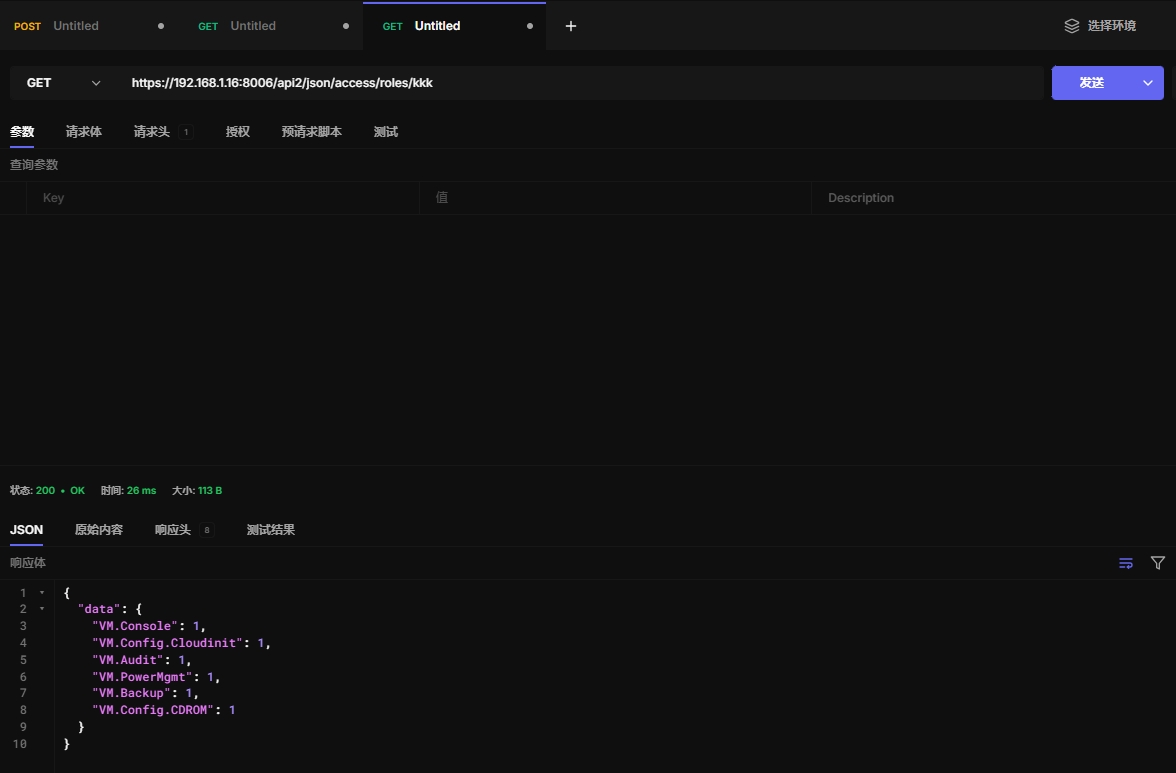 POST Untitled GET Untitled GET Untitled + 选择环境
GET https://192.168.1.16:8006/api2/json/access/roles/kkk 发送
参数 请求体 请求头 1 授权 预请求脚本 测试
查询参数
Key 值 Description
状态: 200 • OK 时间: 26 ms 大小: 113 B
JSON 原始内容 响应头 8 测试结果
响应体
1 {
2 "data": {
3 "VM.Console": 1,
4 "VM.Config.Cloudinit": 1,
5 "VM.Audit": 1,
6 "VM.PowerMgmt": 1,
7 "VM.Backup": 1,
8 "VM.Config.CDROM": 1
9 }
10 }